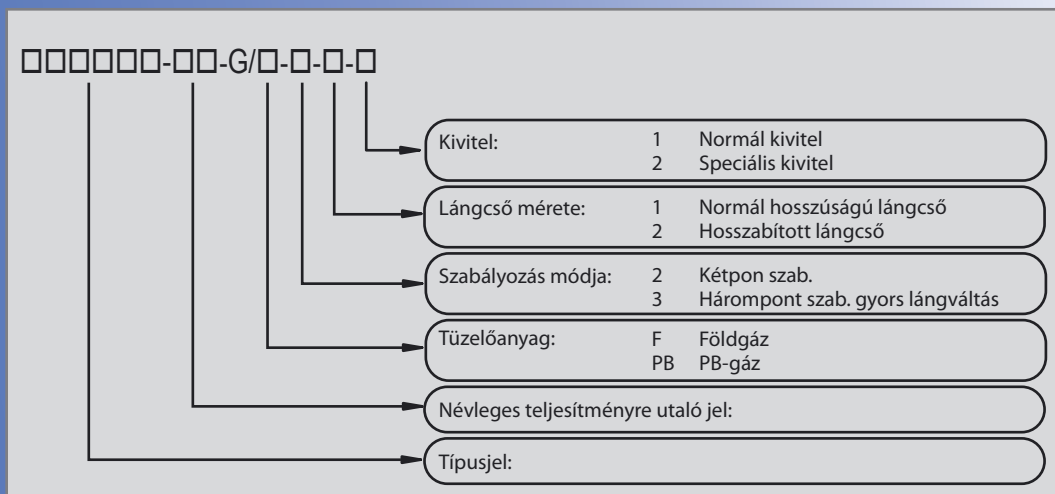 □□□□□□-□□-G/□-□-□-□
Kivitel: 1 Normál kivitel
2 Speciális kivitel
Lángcső mérete: 1 Normál hosszúságú lángcső
2 Hosszabított lángcső
Szabályozás módja: 2 Kétpon szab.
3 Hárompont szab. gyors lángváltás
Tüzelőanyag: F Földgáz
PB PB-gáz
Névleges teljesítményre utaló jel:
Típusjel: